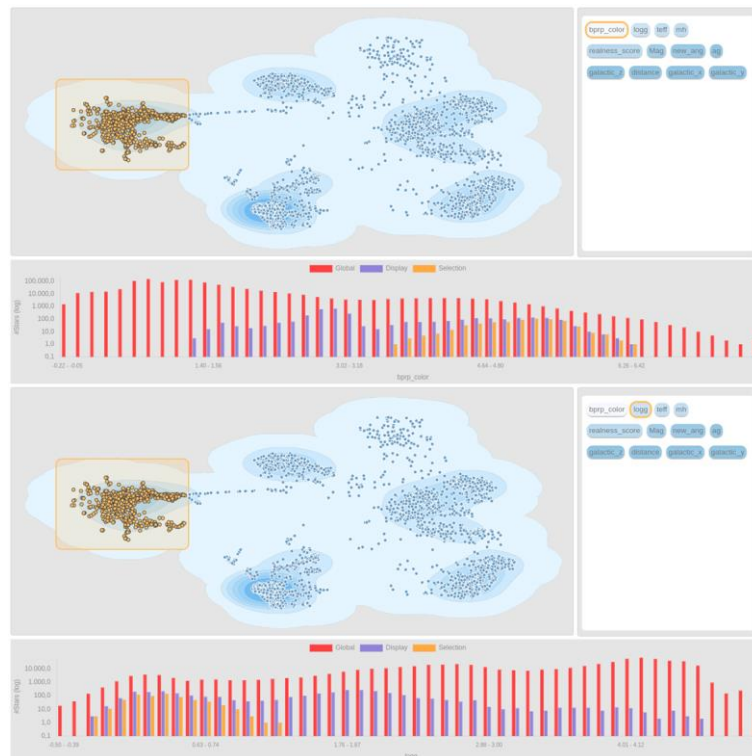 bprp_color logg teff mh
realness_score Mag new_ang ag
galactic_z distance galactic_x galactic_y
Global Display Selection
#Stars (log)
100.000,0
10.000,0
1.000,0
100,0
10,0
1,0
0,1
-0.22 - -0.05 1.40 - 1.56 3.02 - 3.18 4.64 - 4.80 6.26 - 6.42
bprp_color
bprp_color logg teff mh
realness_score Mag new_ang ag
galactic_z distance galactic_x galactic_y
Global Display Selection
#Stars (log)
10.000,0
1.000,0
100,0
10,0
1,0
0,1
0.63 - 0.74 1.76 - 1.87 4.01 - 4.12